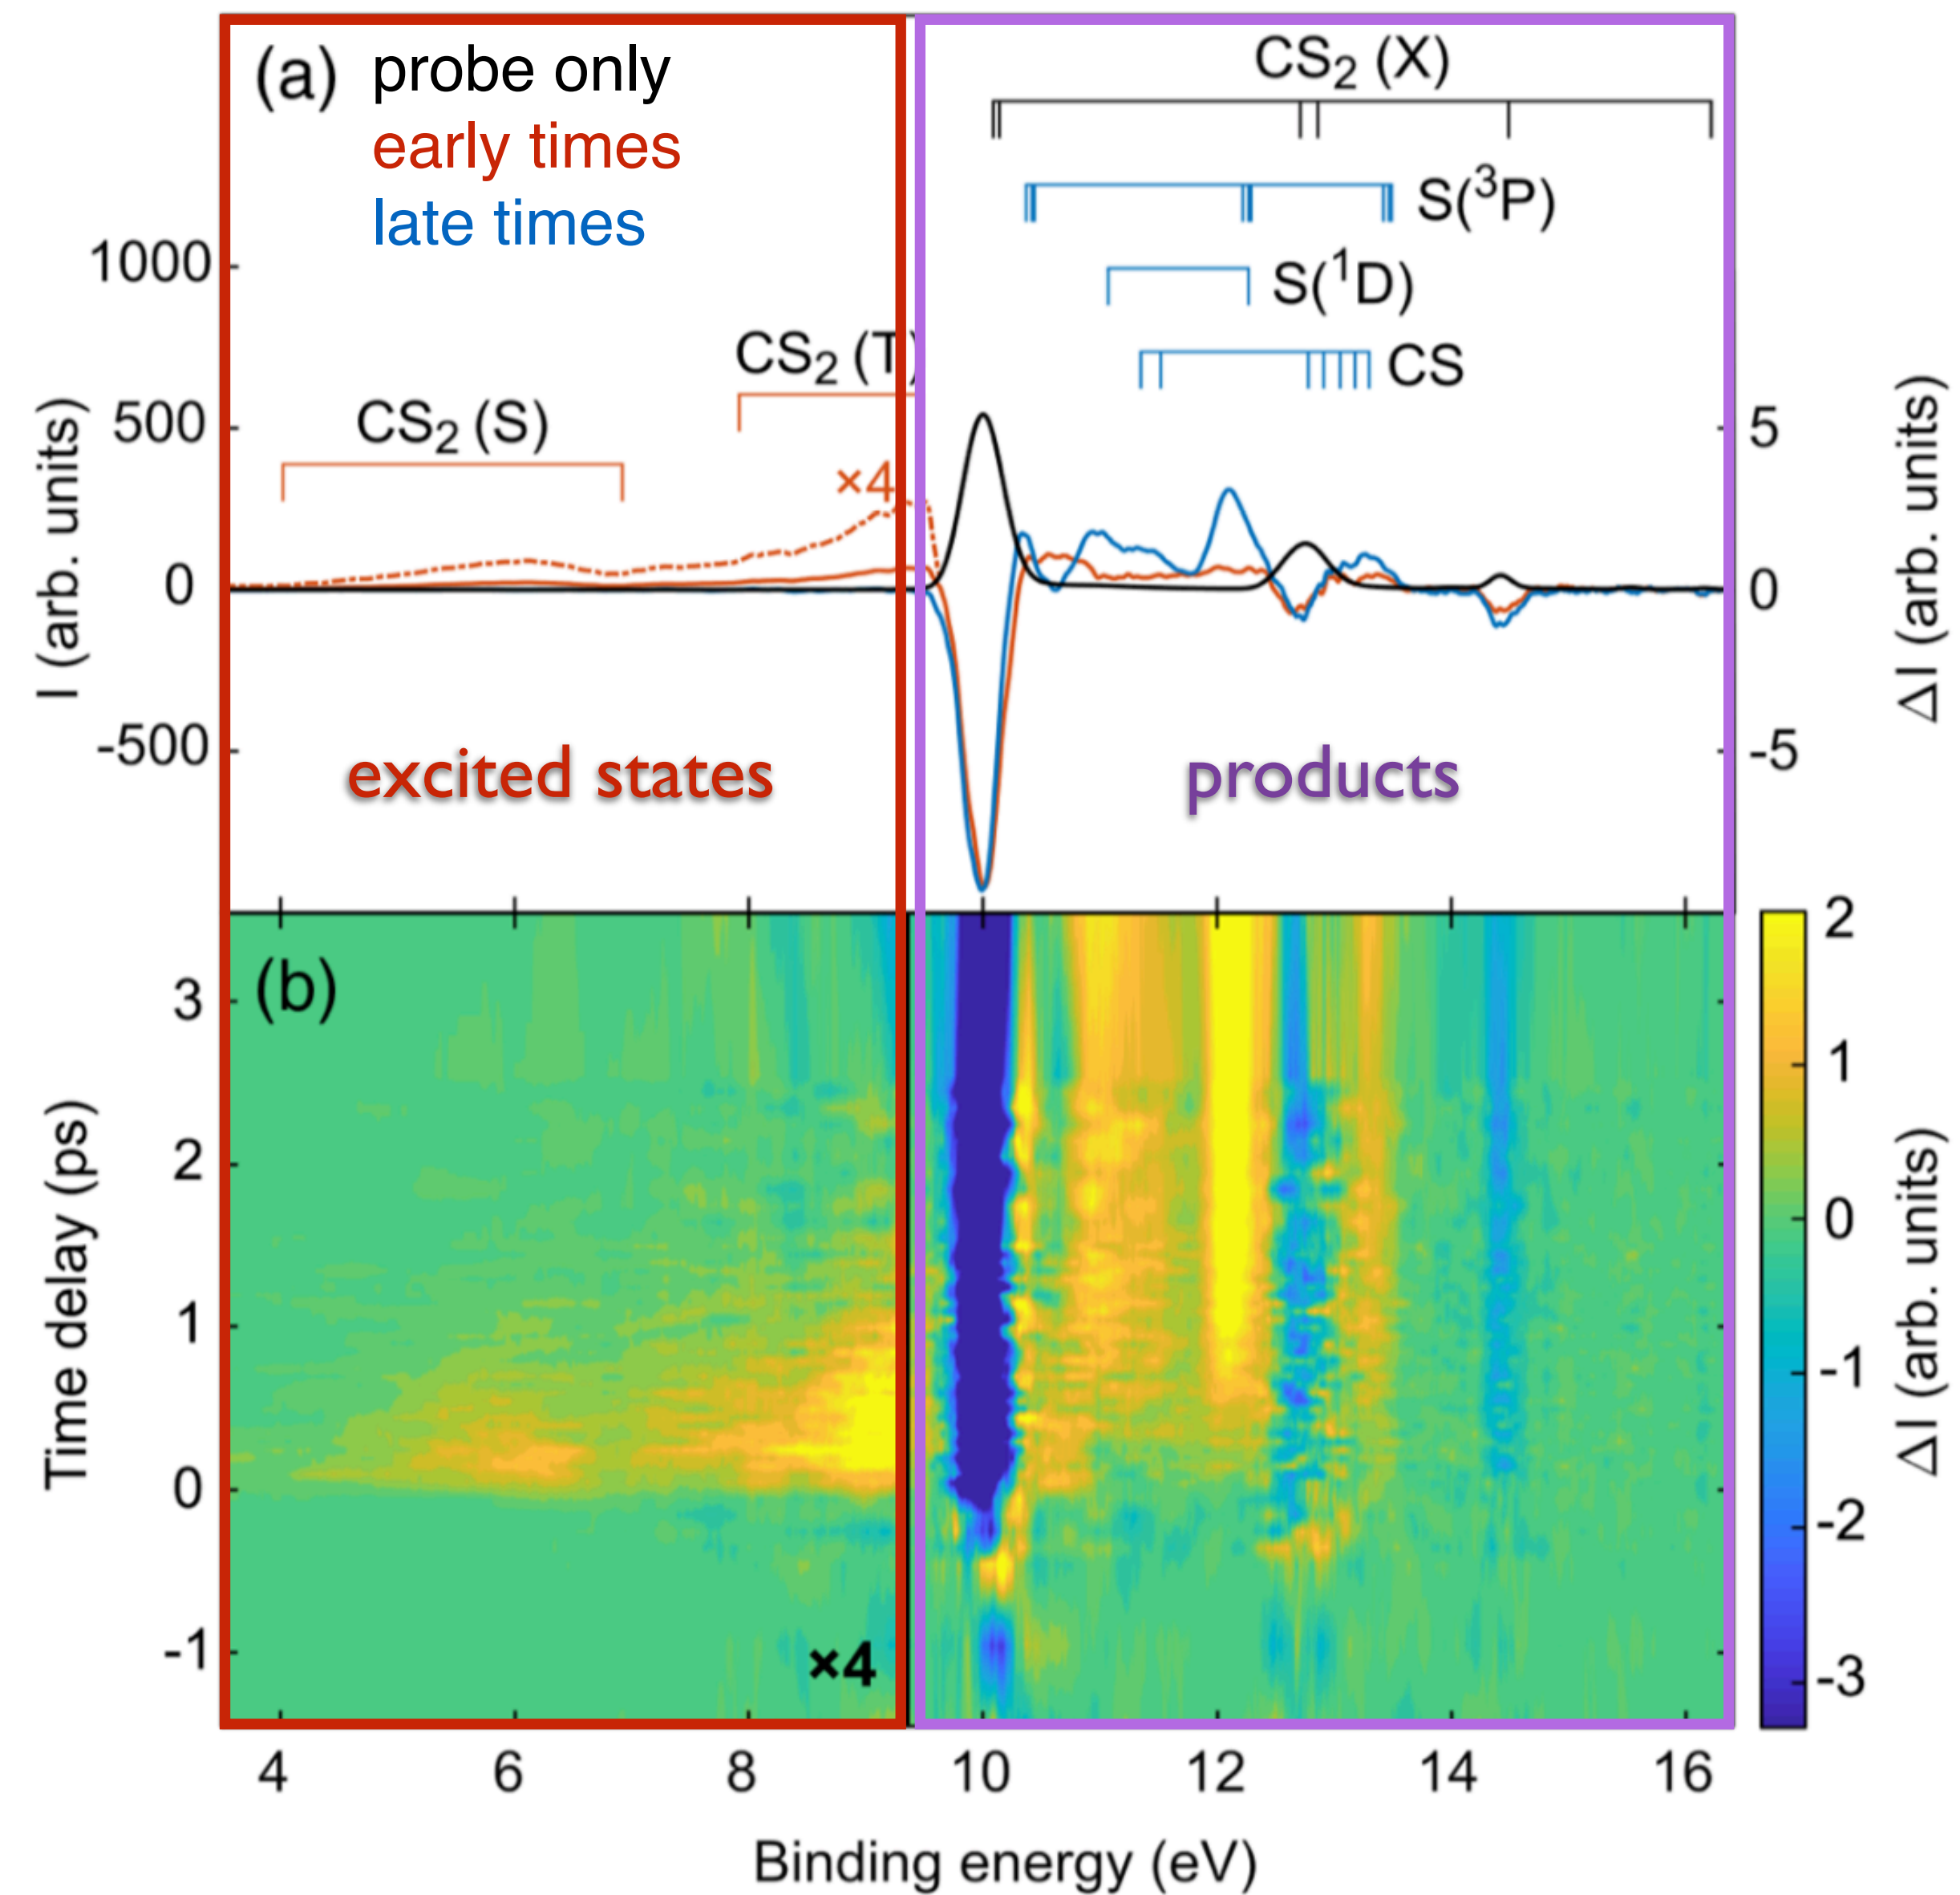 (a) probe only
early times
late times
CS₂ (X)
S(³P)
S(¹D)
CS
CS₂ (T)
CS₂ (S)
×4
1000
500
0
-500
I (arb. units)
5
0
-5
ΔI (arb. units)
excited states
products
(b)
3
2
1
0
-1
Time delay (ps)
×4
2
1
0
-1
-2
-3
ΔI (arb. units)
4 6 8 10 12 14 16
Binding energy (eV)